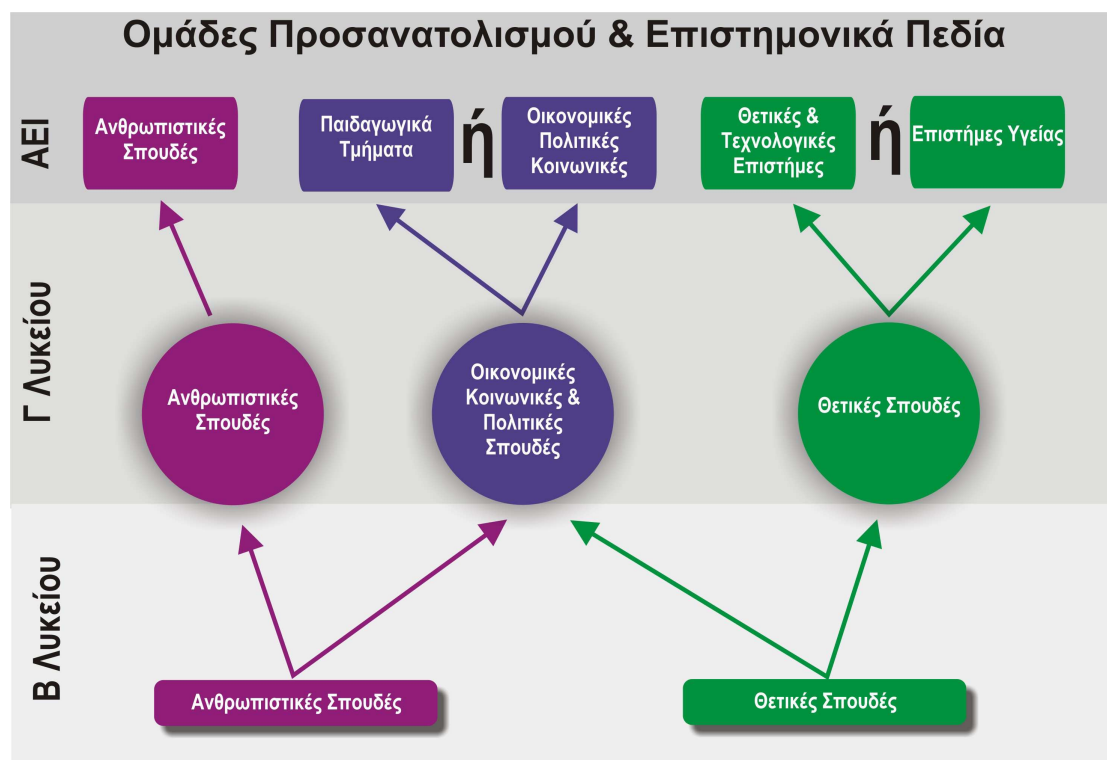 Ομάδες Προσανατολισμού & Επιστημονικά Πεδία
ΑΕΙ
Ανθρωπιστικές
Σπουδές
Παιδαγωγικά
Τμήματα
ή
Οικονομικές
Πολιτικές
Κοινωνικές
Θετικές &
Τεχνολογικές
Επιστήμες
ή
Επιστήμες Υγείας
Γ Λυκείου
Ανθρωπιστικές
Σπουδές
Οικονομικές
Κοινωνικές &
Πολιτικές
Σπουδές
Θετικές Σπουδές
Β Λυκείου
Ανθρωπιστικές Σπουδές
Θετικές Σπουδές